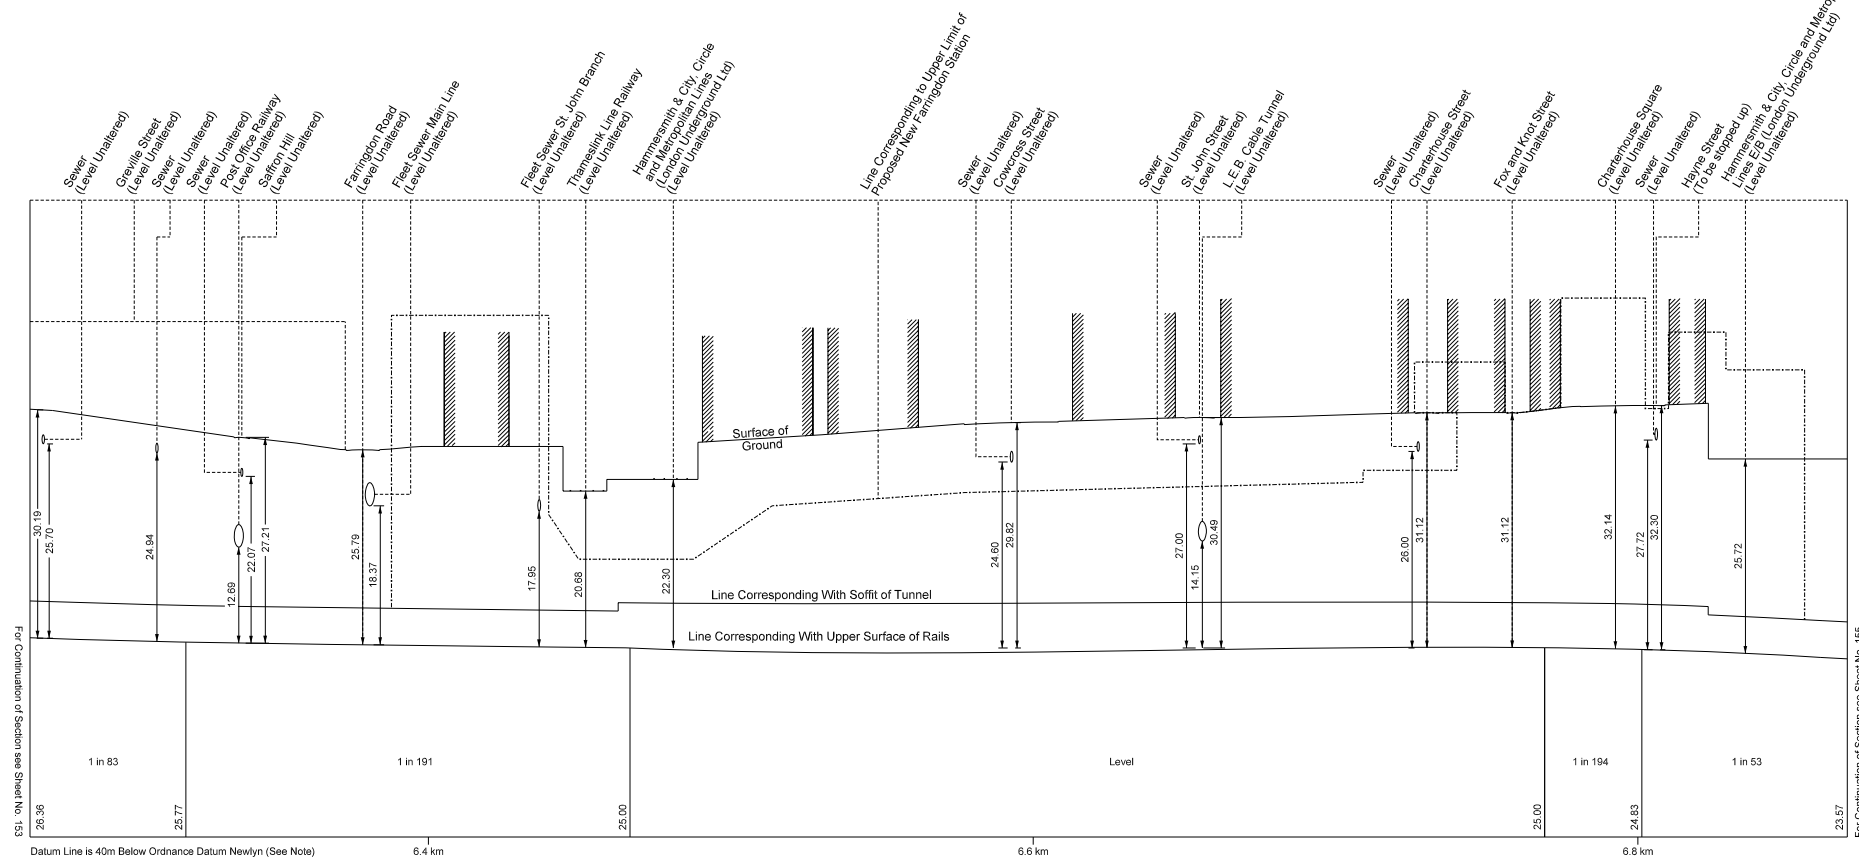 Sewer
(Level Unaltered)
Greville Street
(Level Unaltered)
Sewer
(Level Unaltered)
Sewer
(Level Unaltered)
Post Office Railway
(Level Unaltered)
Saffron Hill
(Level Unaltered)
Farringdon Road
(Level Unaltered)
Fleet Sewer Main Line
(Level Unaltered)
Fleet Sewer St. John Branch
(Level Unaltered)
Thameslink Line Railway
(Level Unaltered)
Hammersmith & City, Circle
and Metropolitan Lines
(London Underground Ltd)
(Level Unaltered)
Line Corresponding to Upper Limit of
Proposed New Farringdon Station
Sewer
(Level Unaltered)
Cowcross Street
(Level Unaltered)
Sewer
(Level Unaltered)
St. John Street
(Level Unaltered)
L.E.B. Cable Tunnel
(Level Unaltered)
Sewer
(Level Unaltered)
Charterhouse Street
(Level Unaltered)
Fox and Knot Street
(Level Unaltered)
Charterhouse Square
(Level Unaltered)
Sewer
(Level Unaltered)
Hayne Street
(To be stopped up)
Hammersmith & City, Circle and
Lines E/B (London Underground Ltd)
(Level Unaltered)
Surface of
Ground
30.19
25.70
24.94
12.69
22.07
27.21
25.79
18.37
17.95
20.68
22.30
24.60
29.82
27.00
14.15
30.49
26.00
31.12
31.12
32.14
27.72
32.30
25.72
Line Corresponding With Soffit of Tunnel
Line Corresponding With Upper Surface of Rails
For Continuation of Section see Sheet No. 153
For Continuation of Section see Sheet No. 155
1 in 83
1 in 191
Level
1 in 194
1 in 53
26.36
25.77
25.00
25.00
24.83
23.57
Datum Line is 40m Below Ordnance Datum Newlyn (See Note)
6.4 km
6.6 km
6.8 km